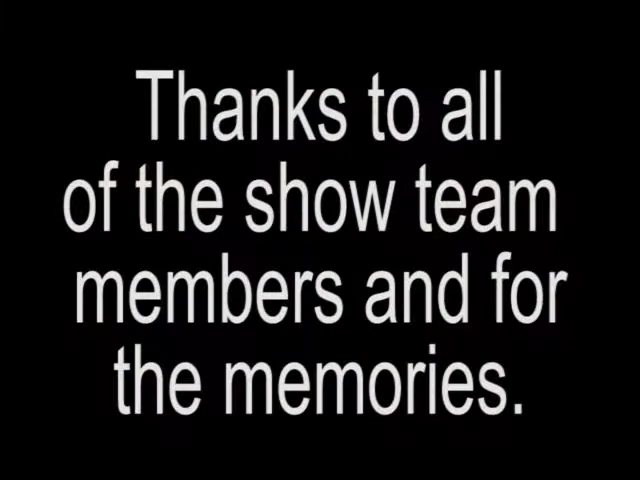 Thanks to all
of the show team
members and for
the memories.